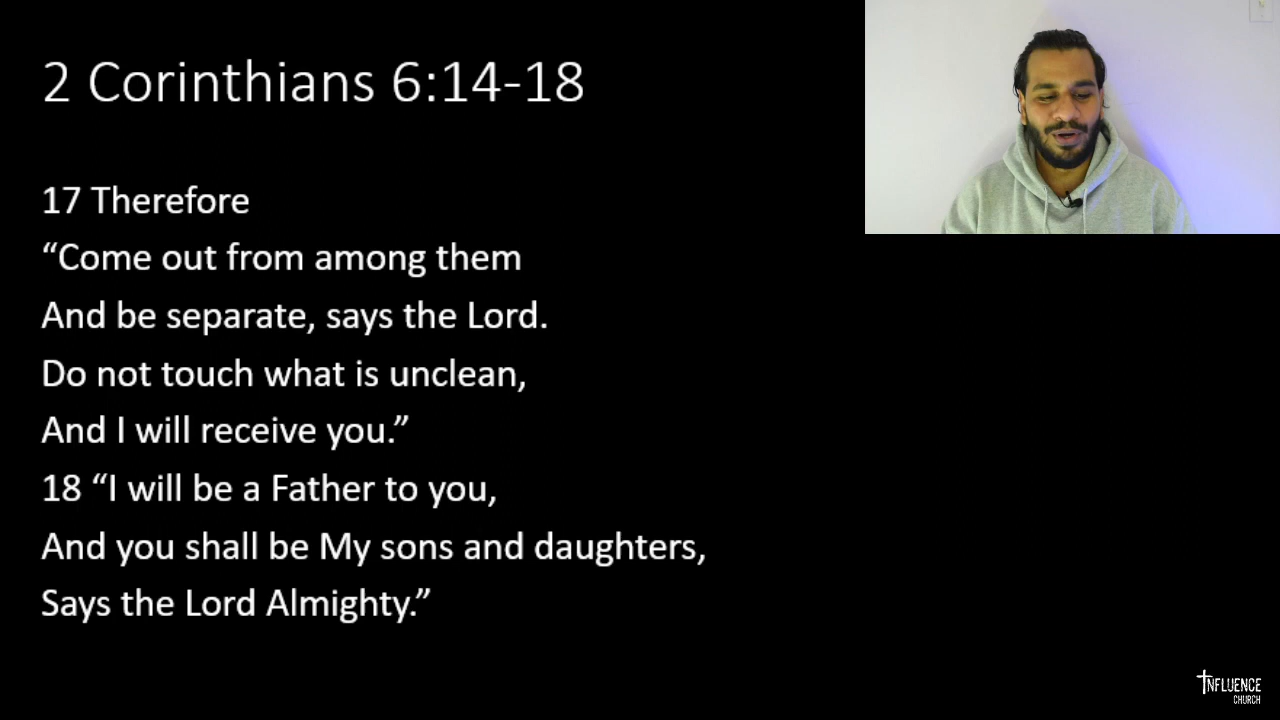 2 Corinthians 6:14-18
17 Therefore
“Come out from among them
And be separate, says the Lord.
Do not touch what is unclean,
And I will receive you.”
18 “I will be a Father to you,
And you shall be My sons and daughters,
Says the Lord Almighty.”
INFLUENCE
CHURCH